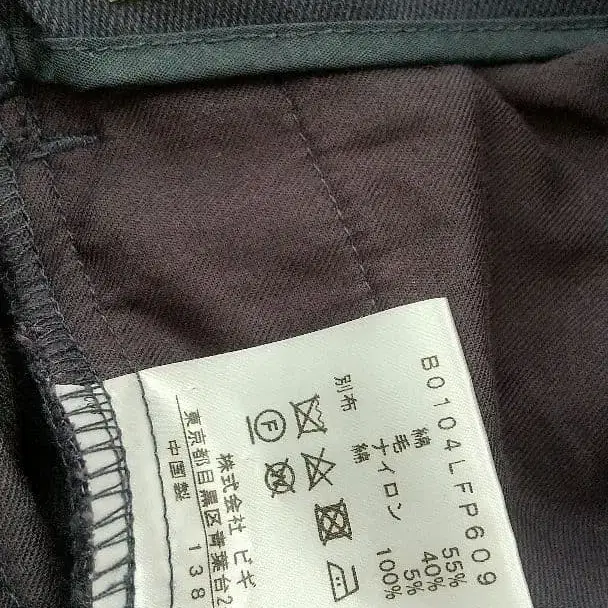 B0104LFP609
綿 55%
毛 40%
ナイロン 5%
別布 綿 100%
F
株式会社 ビギ
東京都目黒区青葉台2
中国製 138